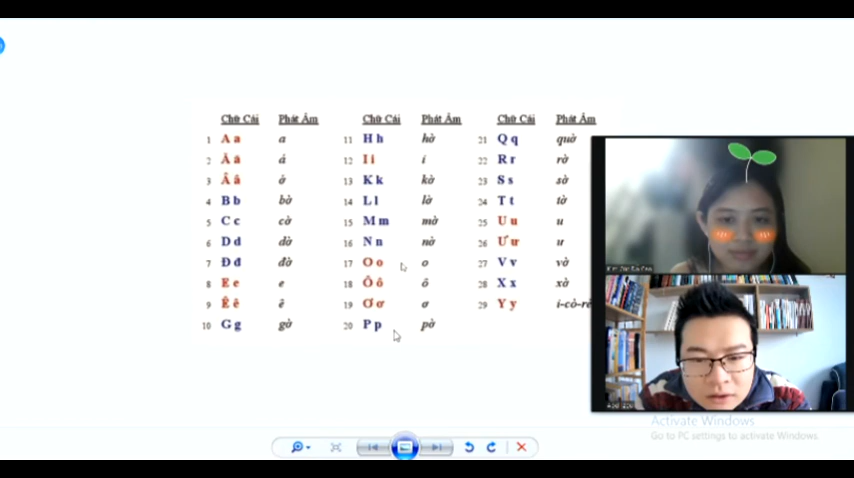 Chữ Cái Phát Âm Chữ Cái Phát Âm Chữ Cái Phát Âm
1 A a a 11 H h hờ 21 Q q quờ
2 Ă ă á 12 I i i 22 R r rờ
3 Â â ớ 13 K k kờ 23 S s sờ
4 B b bờ 14 L l lờ 24 T t tờ
5 C c cờ 15 M m mờ 25 U u u
6 D d dờ 16 N n nờ 26 Ư ư ư
7 Đ đ đờ 17 O o o 27 V v vờ
8 E e e 18 Ô ô ô 28 X x xờ
9 Ê ê ê 19 Ơ ơ ơ 29 Y y i-cờ-rê
10 G g gờ 20 P p pờ
Activate Windows
Go to PC settings to activate Windows.